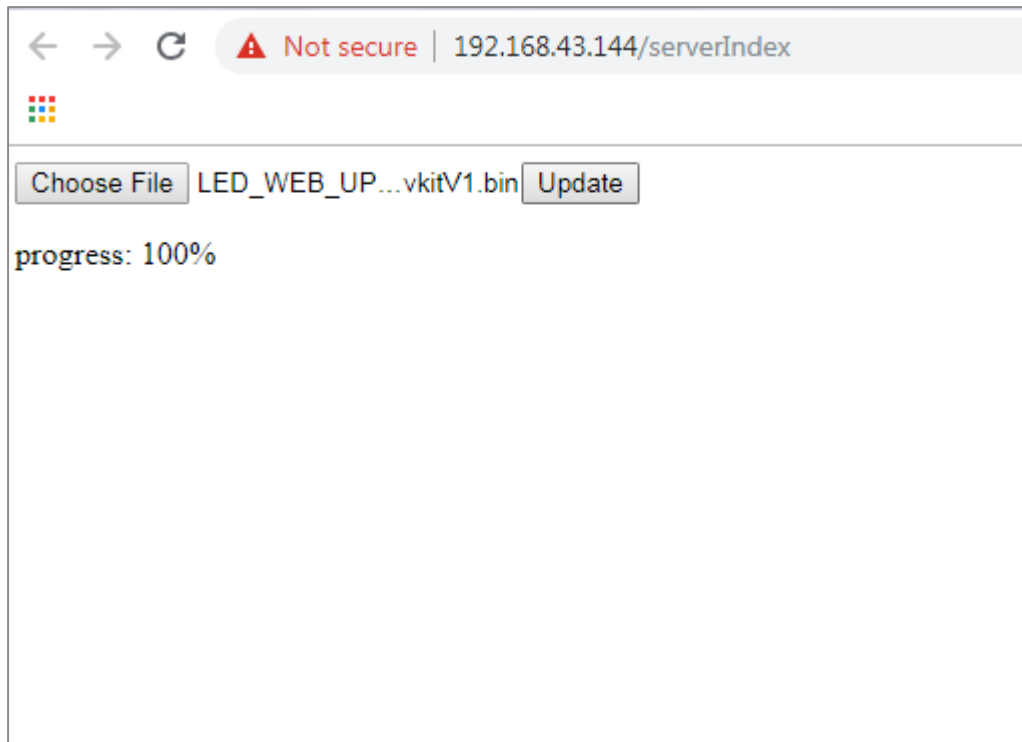 Not secure | 192.168.43.144/serverIndex
Choose File LED_WEB_UP...vkitV1.bin Update
progress: 100%